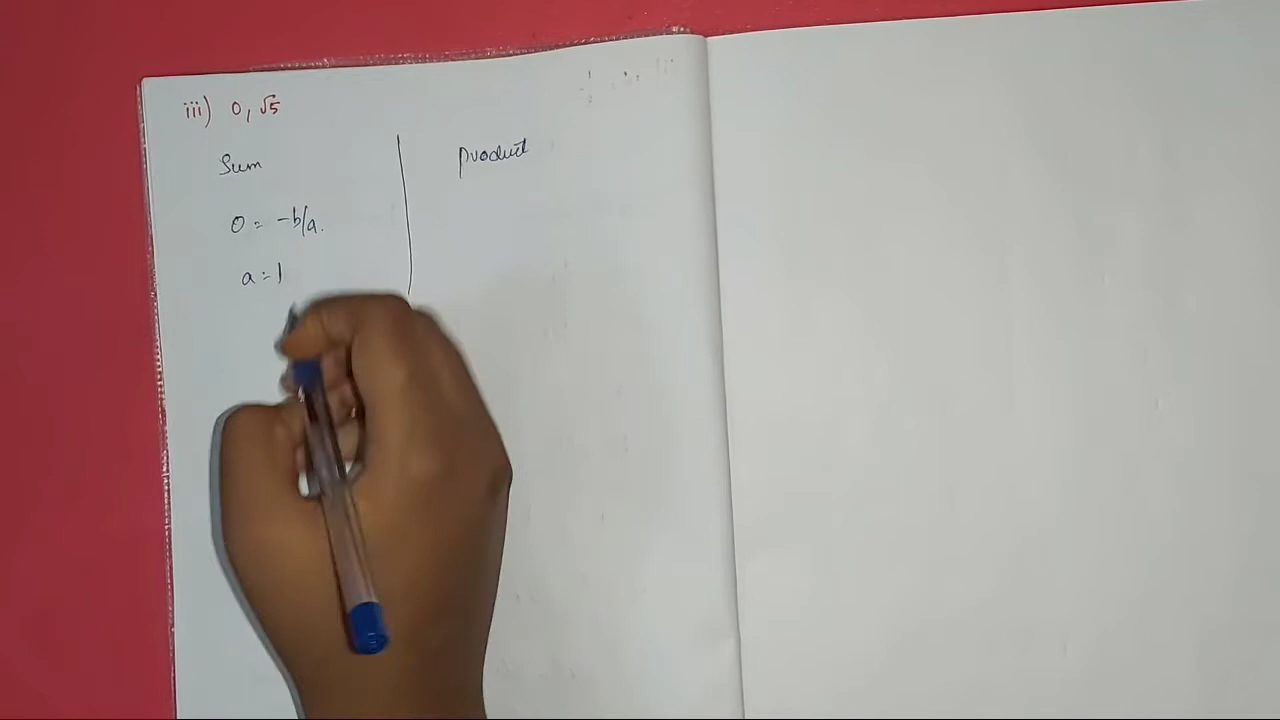 iii) 0, √5
Sum
product
0 = -b/a.
a = 1